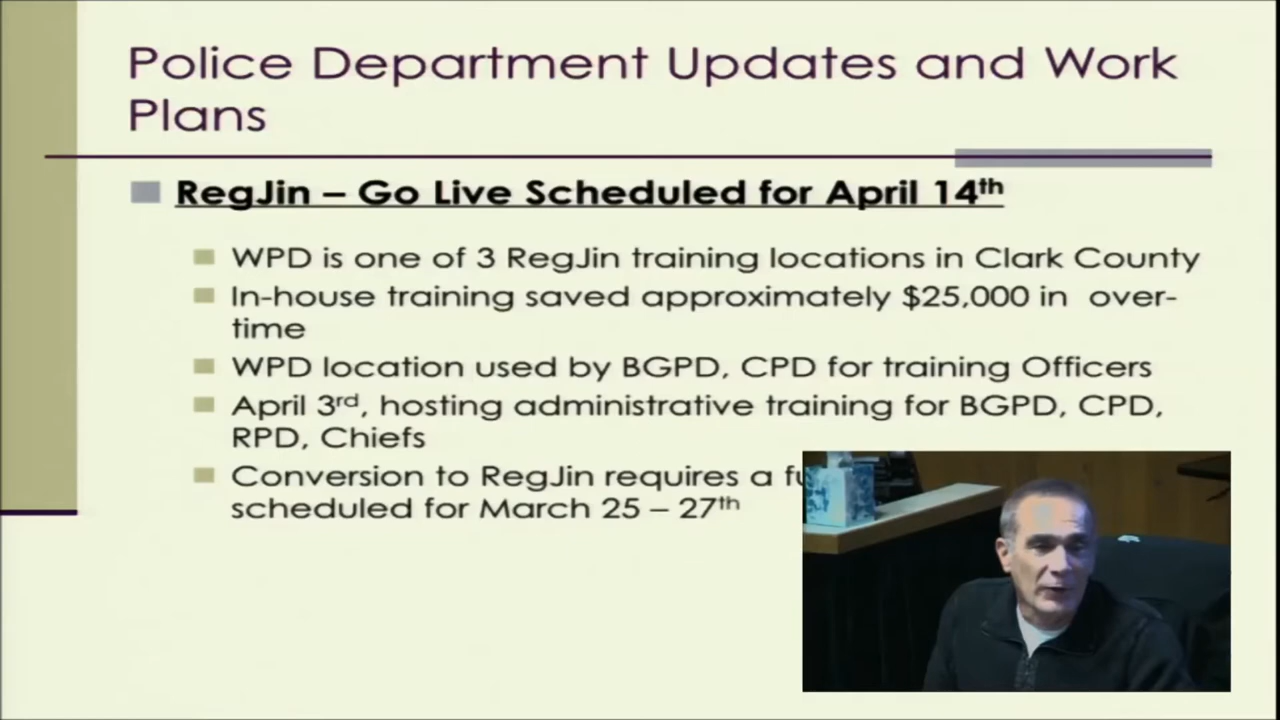 Police Department Updates and Work
Plans
RegJin – Go Live Scheduled for April 14th
WPD is one of 3 RegJin training locations in Clark County
In-house training saved approximately $25,000 in over-
time
WPD location used by BGPD, CPD for training Officers
April 3rd, hosting administrative training for BGPD, CPD,
RPD, Chiefs
Conversion to RegJin requires a
scheduled for March 25 – 27th